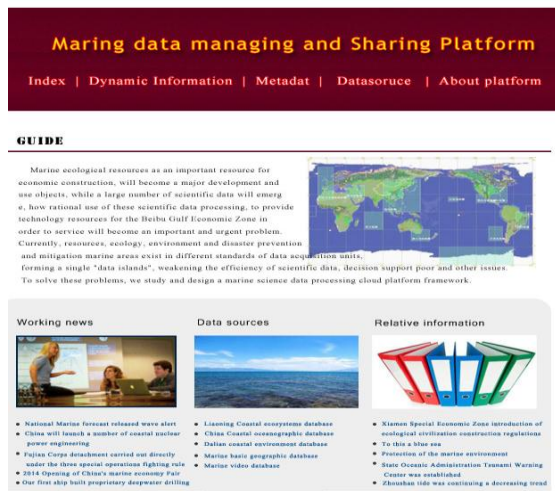 Maring data managing and Sharing Platform
Index | Dynamic Information | Metadat | Datasoruce | About platform
GUIDE
Marine ecological resources as an important resource for
economic construction, will become a major development and
use objects, while a large number of scientific data will emerg
e, how rational use of these scientific data processing, to provide
technology resources for the Beibu Gulf Economic Zone in
order to service will become an important and urgent problem.
Currently, resources, ecology, environment and disaster prevention
and mitigation marine areas exist in different standards of data acquisition units,
forming a single "data islands", weakening the efficiency of scientific data, decision support poor and other issues.
To solve these problems, we study and design a marine science data processing cloud platform framework.
Working news
National Marine forecast released wave alert
China will launch a number of coastal nuclear
power engineering
Fujian Corps detachment carried out directly
under the three special operations fighting rule
2014 Opening of China's marine economy Fair
Our first ship built proprietary deepwater drilling
Data sources
Liaoning Coastal ecosystems database
China Coastal oceanographic database
Dalian coastal environment database
Marine basic geographic database
Marine video database
Relative information
Xiamen Special Economic Zone introduction of
ecological civilization construction regulations
To this a blue sea
Protection of the marine environment
State Oceanic Administration Tsunami Warning
Center was established
Zhoushan tide was continuing a decreasing trend